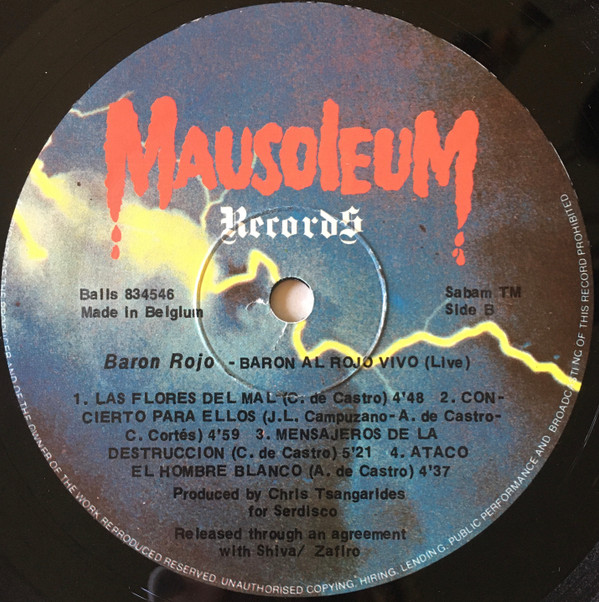 MAUSOLEUM
Records
Balls 834546
Made in Belgium
Sabam TM
Side B
Baron Rojo - BARON AL ROJO VIVO (Live)
1. LAS FLORES DEL MAL (C. de Castro) 4'48 2. CON-
CIERTO PARA ELLOS (J.L. Campuzano-A. de Castro-
C. Cortés) 4'59 3. MENSAJEROS DE LA
DESTRUCCION (C. de Castro) 5'21 4. ATACO
EL HOMBRE BLANCO (A. de Castro) 4'37
Produced by Chris Tsangarides
for Serdisco
Released through an agreement
with Shiva/ Zafiro
AND OF THE OWNER OF THE WORK REPRODUCED RESERVED. UNAUTHORISED COPYING, HIRING, LENDING, PUBLIC PERFORMANCE AND BROADCASTING OF THIS RECORD PROHIBITED